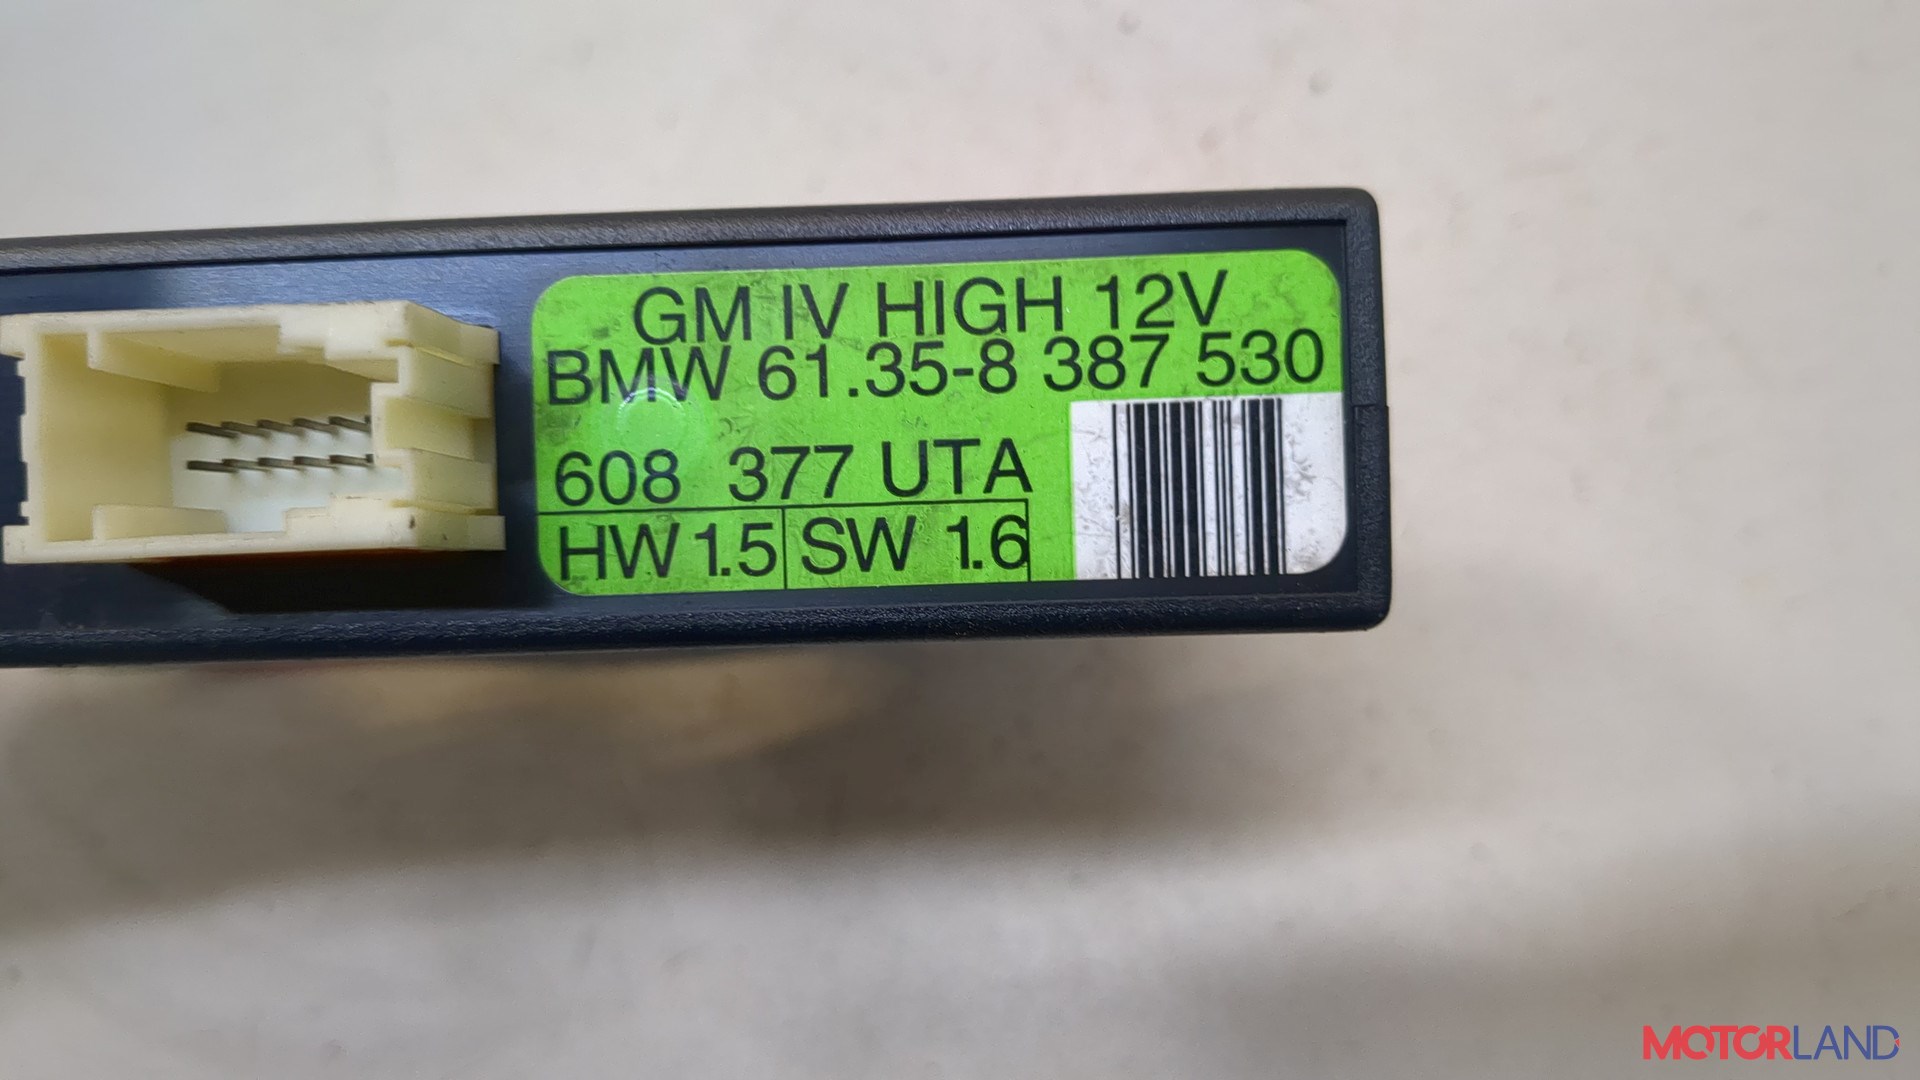 GM IV HIGH 12V
BMW 61.35-8 387 530
608 377 UTA
HW 1.5 SW 1.6
MOTORLAND